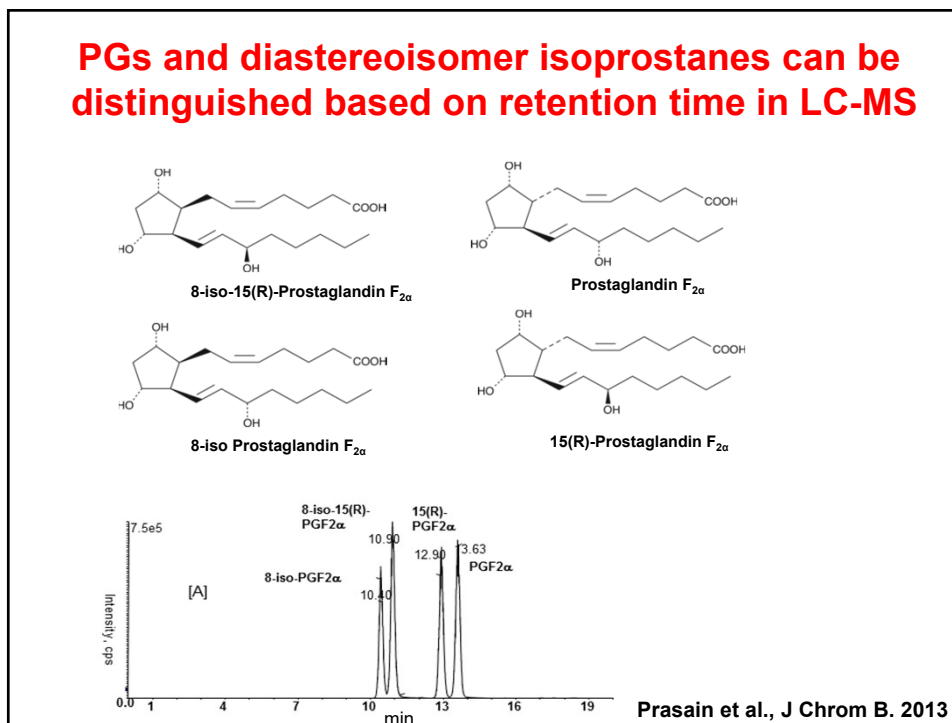 PGs and diastereoisomer isoprostanes can be
distinguished based on retention time in LC-MS
OH
COOH
HO
OH
8-iso-15(R)-Prostaglandin F2α
OH
COOH
HO
OH
Prostaglandin F2α
OH
COOH
HO
OH
8-iso Prostaglandin F2α
OH
COOH
HO
OH
15(R)-Prostaglandin F2α
7.5e5
8-iso-15(R)-
PGF2α
10.90
15(R)-
PGF2α
12.90
3.63
PGF2α
8-iso-PGF2α
10.40
[A]
Intensity, cps
0.0 1 4 7 10 13 16 19
min
Prasain et al., J Chrom B. 2013